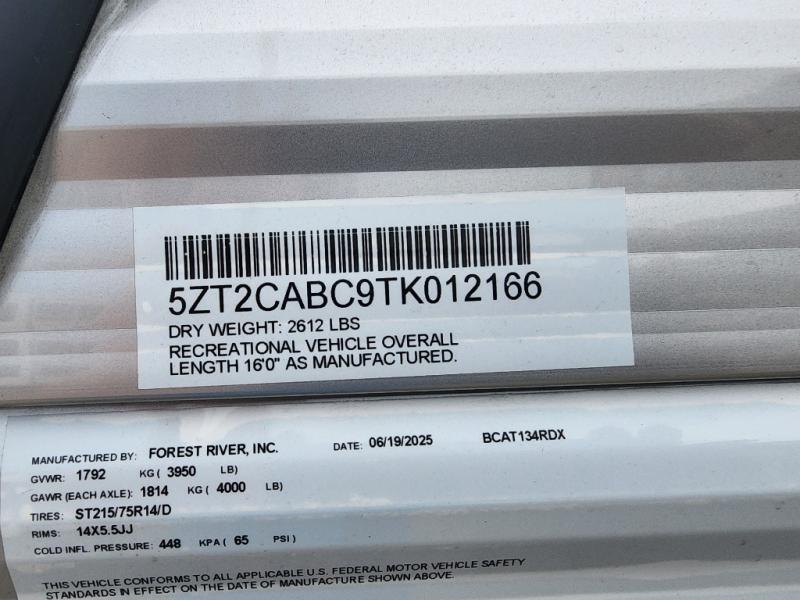 5ZT2CABC9TK012166
DRY WEIGHT: 2612 LBS
RECREATIONAL VEHICLE OVERALL
LENGTH 16'0" AS MANUFACTURED.
MANUFACTURED BY: FOREST RIVER, INC. DATE: 06/19/2025 BCAT134RDX
GVWR: 1792 KG( 3950 LB)
GAWR (EACH AXLE): 1814 KG ( 4000 LB)
TIRES: ST215/75R14/D
RIMS: 14X5.5JJ
COLD INFL. PRESSURE: 448 KPA ( 65 PSI)
THIS VEHICLE CONFORMS TO ALL APPLICABLE U.S. FEDERAL MOTOR VEHICLE SAFETY
STANDARDS IN EFFECT ON THE DATE OF MANUFACTURE SHOWN ABOVE.